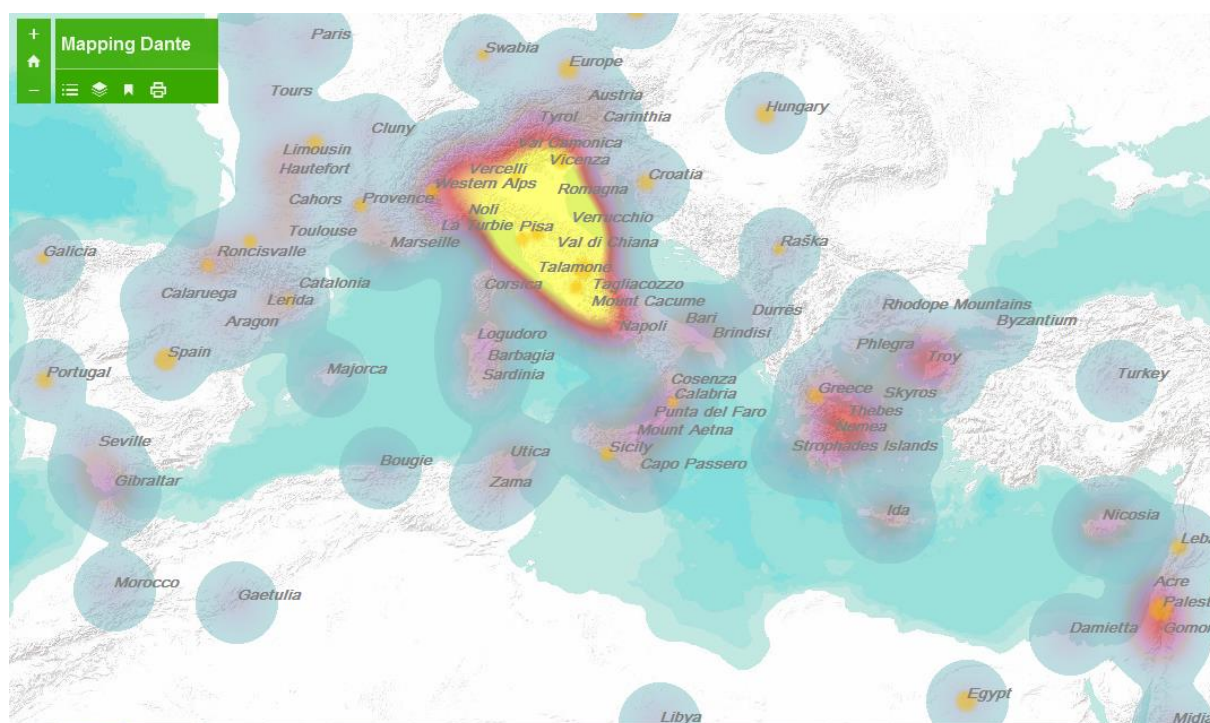 +
Mapping Dante
−
Paris
Swabia
Europe
Tours
Austria
Hungary
Cluny
Tyrol
Carinthia
Limousin
Val Camonica
Hautefort
Vercelli
Vicenza
Western Alps
Croatia
Cahors
Provence
Romagna
Noli
Verrucchio
La Turbie
Pisa
Toulouse
Marseille
Val di Chiana
Galicia
Roncisvalle
Raška
Talamone
Catalonia
Corsica
Tagliacozzo
Calaruega
Lerida
Mount Cacume
Rhodope Mountains
Durrës
Aragon
Napoli
Bari
Byzantium
Logudoro
Brindisi
Phlegra
Spain
Barbagia
Troy
Portugal
Majorca
Sardinia
Cosenza
Turkey
Greece
Calabria
Skyros
Punta del Faro
Thebes
Mount Aetna
Nemea
Seville
Utica
Sicily
Strophades Islands
Bougie
Capo Passero
Gibraltar
Zama
Ida
Nicosia
Leba
Morocco
Acre
Gaetulia
Palest
Damietta
Gomor
Egypt
Libya
Midia